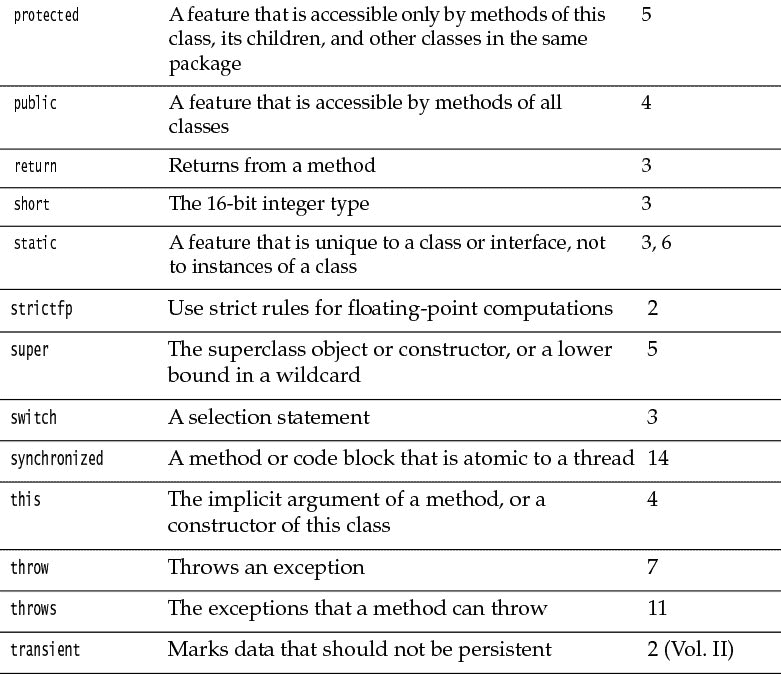 protected A feature that is accessible only by methods of this 5
class, its children, and other classes in the same
package
public A feature that is accessible by methods of all 4
classes
return Returns from a method 3
short The 16-bit integer type 3
static A feature that is unique to a class or interface, not 3, 6
to instances of a class
strictfp Use strict rules for floating-point computations 2
super The superclass object or constructor, or a lower 5
bound in a wildcard
switch A selection statement 3
synchronized A method or code block that is atomic to a thread 14
this The implicit argument of a method, or a 4
constructor of this class
throw Throws an exception 7
throws The exceptions that a method can throw 11
transient Marks data that should not be persistent 2 (Vol. II)